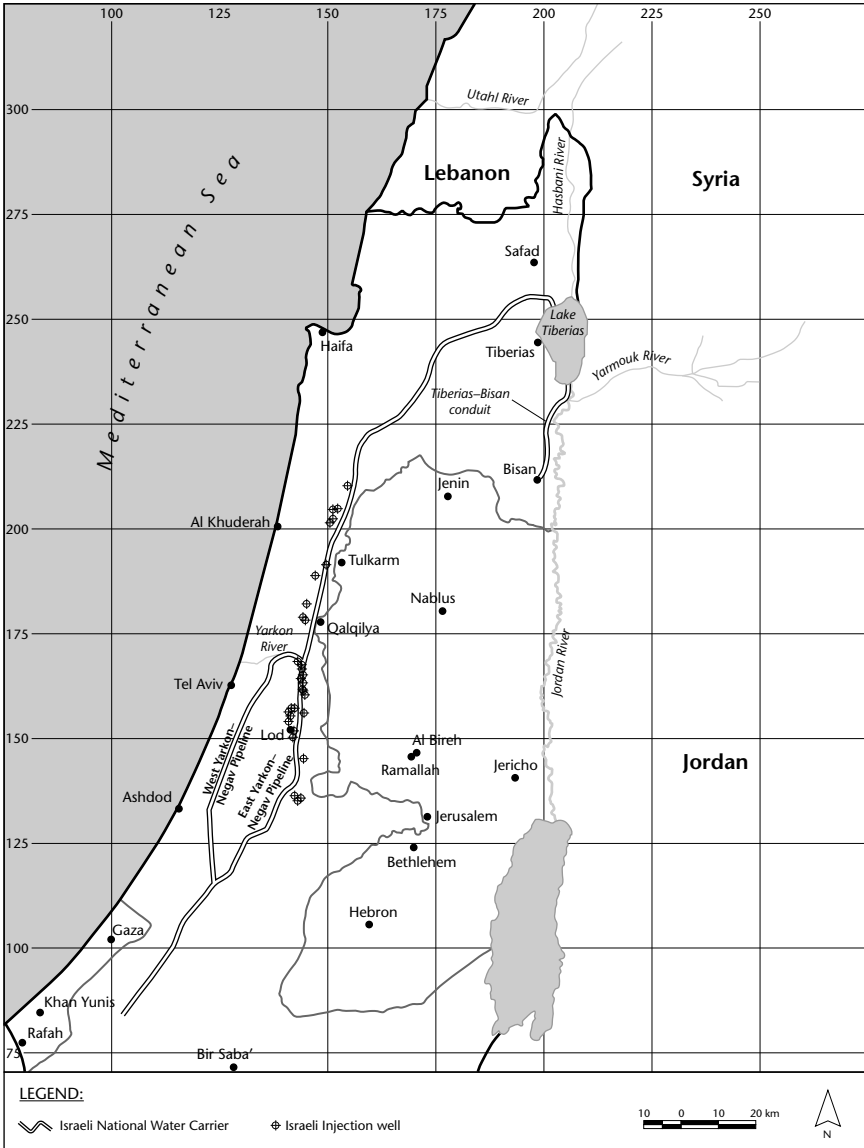 100 125 150 175 200 225 250
Utahl River
300
Mediterranean Sea
Lebanon
Hasbani River
Syria
275
Safad
250
Lake
Tiberias
Haifa
Tiberias
Yarmouk River
Tiberias–Bisan
conduit
225
Bisan
Jenin
Al Khuderah
200
Tulkarm
Nablus
Yarkon
River
Qalqilya
175
Jordan River
Tel Aviv
Lod
150
West Yarkon–
Negav Pipeline
East Yarkon–
Negav Pipeline
Al Bireh
Ramallah
Jericho
Jordan
Ashdod
Jerusalem
125
Bethlehem
Hebron
Gaza
100
Khan Yunis
Rafah
75
Bir Saba’
LEGEND:
Israeli National Water Carrier
Israeli Injection well
10 0 10 20 km
N